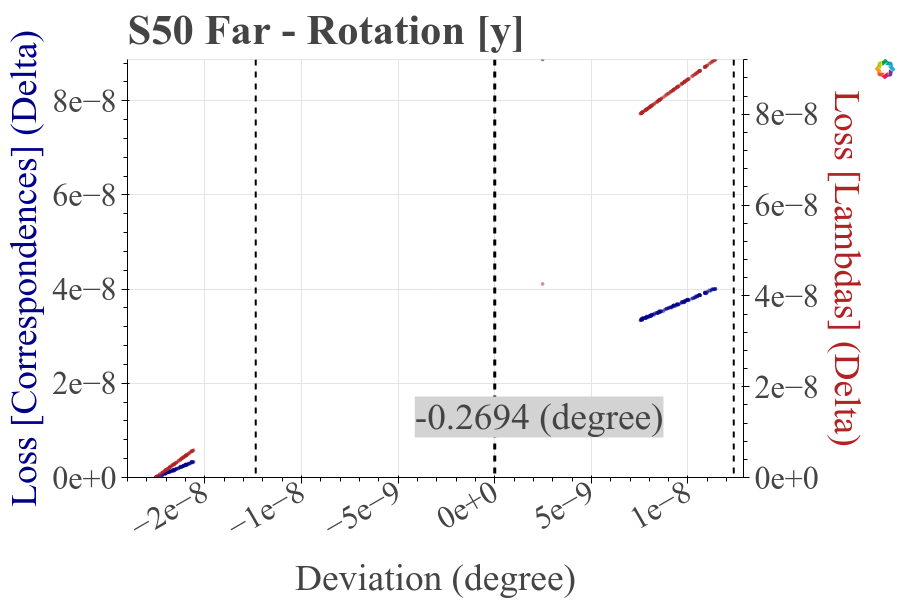 S50 Far - Rotation [y]
Loss [Correspondences] (Delta)
8e−8
6e−8
4e−8
2e−8
0e+0
Loss [Lambdas] (Delta)
8e−8
6e−8
4e−8
2e−8
0e+0
-0.2694 (degree)
−2e−8
−1e−8
−5e−9
0e+0
5e−9
1e−8
Deviation (degree)